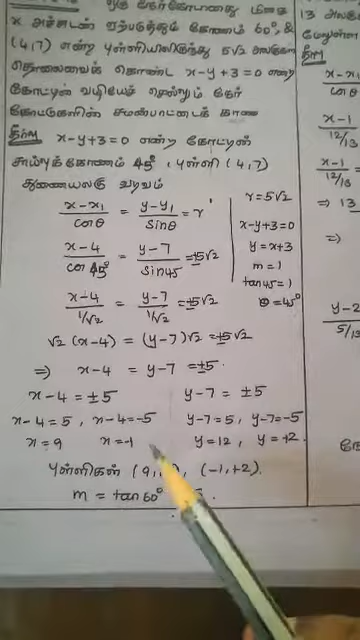 ஒரு நேர்கோடானது மிகை
x அச்சுடன் ஏற்படுத்தும் கோணம் 60°, &
(4,7) என்ற புள்ளியிலிருந்து 5√2 அலகுகள்
தொலைவைக் கொண்ட x-y+3=0 என்ற
கோட்டின் வழியேச் செல்லும் நேர்
கோடுகளின் சமன்பாட்டைக் காண
தீர்வு x-y+3=0 என்ற கோட்டின்
சாய்வுக் கோணம் 45°, புள்ளி (4,7)
துணையலகு வடிவம்
x-x₁/cosθ = y-y₁/sinθ = r
x-4/cos 45° = y-7/sin45 = ±5√2
x-4/1/√2 = y-7/1/√2 = ±5√2
√2 (x-4) = (y-7)√2 = ±5√2
⇒ x-4 = y-7 = ±5
x-4 = ±5 y-7 = ±5
x-4=5, x-4=-5 y-7=5, y-7=-5
x=9 x=-1 y=12, y=+2
புள்ளிகள் (9, (-1,+2).
m = tan60°
r=5√2
x-y+3=0
y=x+3
m=1
tan45=1
θ=45°
13
x-1/12/13
x-1/12/13
⇒ 13
⇒
y-2
5/13